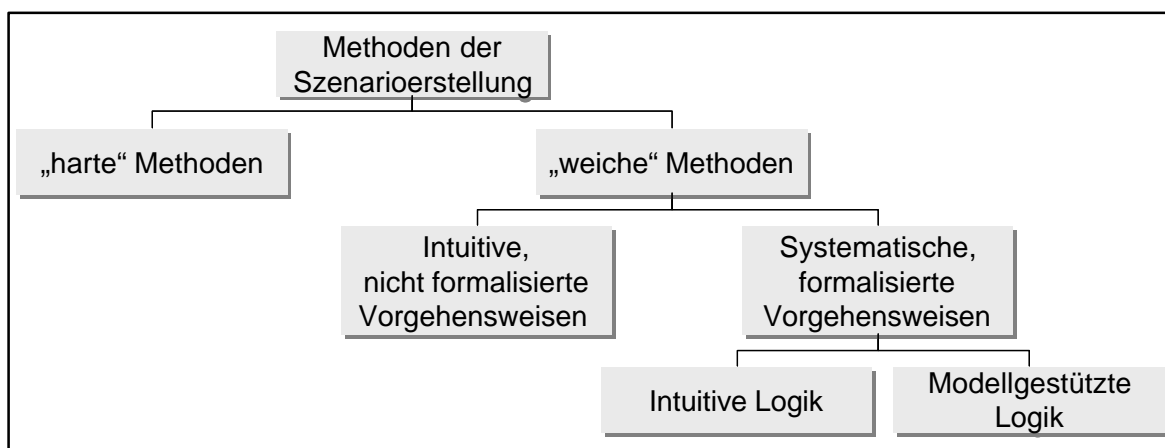 Methoden der
Szenarioerstellung
„harte“ Methoden
„weiche“ Methoden
Intuitive,
nicht formalisierte
Vorgehensweisen
Systematische,
formalisierte
Vorgehensweisen
Intuitive Logik
Modellgestützte
Logik